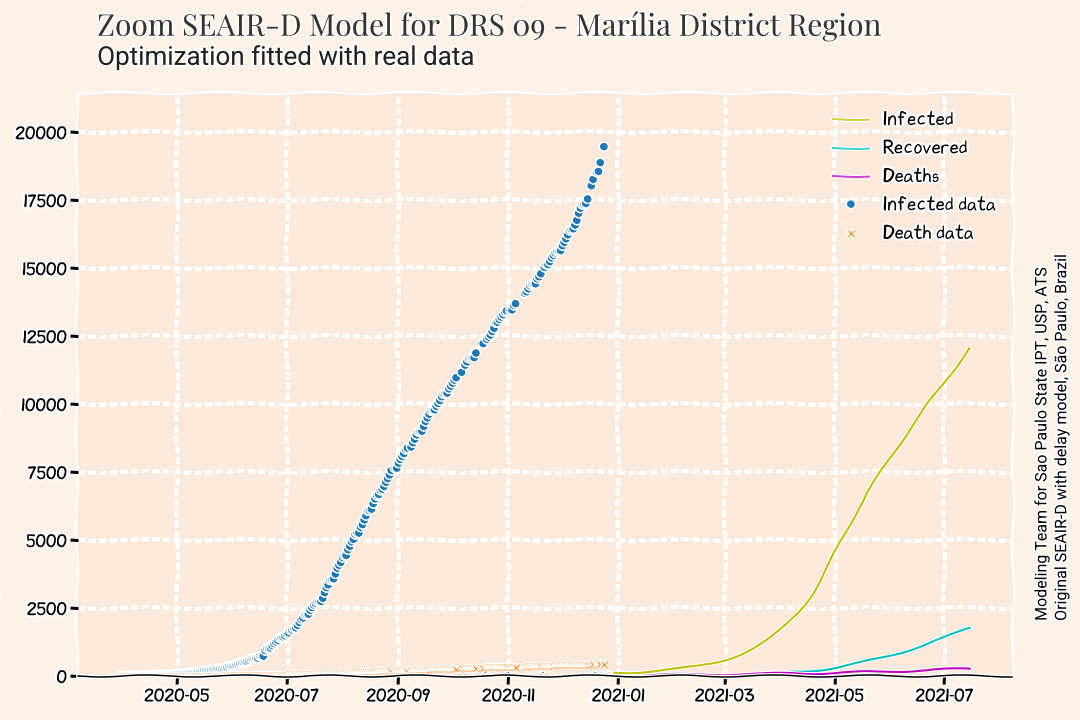 Zoom SEAIR-D Model for DRS 09 - Marília District Region
Optimization fitted with real data
Infected
Recovered
Deaths
Infected data
Death data
20000
17500
15000
12500
10000
7500
5000
2500
0
2020-05
2020-07
2020-09
2020-11
2021-01
2021-03
2021-05
2021-07
Modeling Team for Sao Paulo State IPT, USP, ATS
Original SEAIR-D with delay model, São Paulo, Brazil